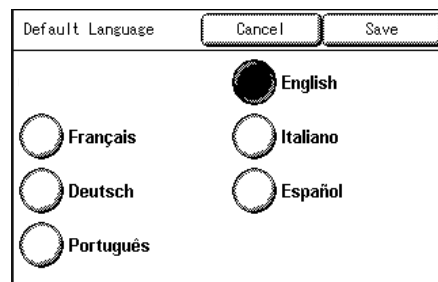 Default Language Cancel Save
English
Français Italiano
Deutsch Español
Português